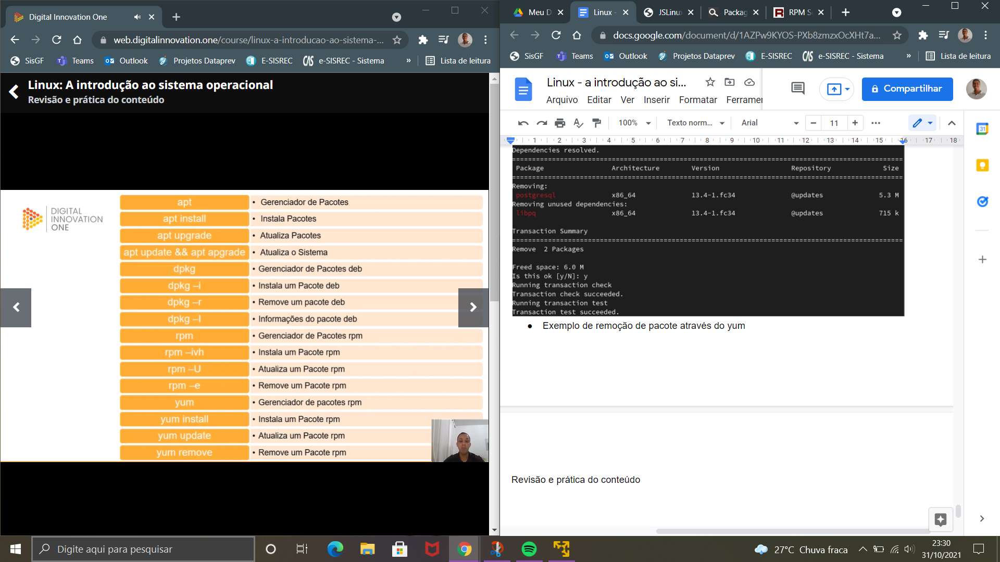 Digital Innovation One
web.digitalinnovation.one/course/linux-a-introducao-ao-sistema-...
SisGF
Teams
Outlook
Projetos Dataprev
E-SISREC
e-SISREC - Sistema
»
Lista de leitura
Linux: A introdução ao sistema operacional
Revisão e prática do conteúdo
DIGITAL
INNOVATION
ONE
apt • Gerenciador de Pacotes
apt install • Instala Pacotes
apt upgrade • Atualiza Pacotes
apt update && apt apgrade • Atualiza o Sistema
dpkg • Gerenciador de Pacotes deb
dpkg –i • Instala um Pacote deb
dpkg –r • Remove um pacote deb
dpkg –I • Informações do pacote deb
rpm • Gerenciador de Pacotes rpm
rpm –ivh • Instala um Pacote rpm
rpm –U • Atualiza um Pacote rpm
rpm –e • Remove um Pacote rpm
yum • Gerenciador de pacotes rpm
yum install • Instala um Pacote rpm
yum update • Atualiza um Pacote rpm
yum remove • Remove um Pacote rpm
Meu D
Linux -
JSLinu
Packag
RPM S
docs.google.com/document/d/1AZPw9KYOS-PXb8zmzxOcXHt7a...
SisGF
Teams
Outlook
Projetos Dataprev
E-SISREC
e-SISREC - Sistema
»
Lista de leitura
Linux - a introdução ao si...
Arquivo Editar Ver Inserir Formatar Ferramer
Compartilhar
100% Texto norm... Arial 11
1 2 3 4 5 6 7 8 9 10 11 12 13 14 15 16 17 18
31
Dependencies resolved.
================================================================================
Package Architecture Version Repository Size
================================================================================
Removing:
postgresql x86_64 13.4-1.fc34 @updates 5.3 M
Removing unused dependencies:
libpq x86_64 13.4-1.fc34 @updates 715 k
Transaction Summary
================================================================================
Remove 2 Packages
Freed space: 6.0 M
Is this ok [y/N]: y
Running transaction check
Transaction check succeeded.
Running transaction test
Transaction test succeeded.
● Exemplo de remoção de pacote através do yum
Revisão e prática do conteúdo
Digite aqui para pesquisar
27°C Chuva fraca
23:30
31/10/2021